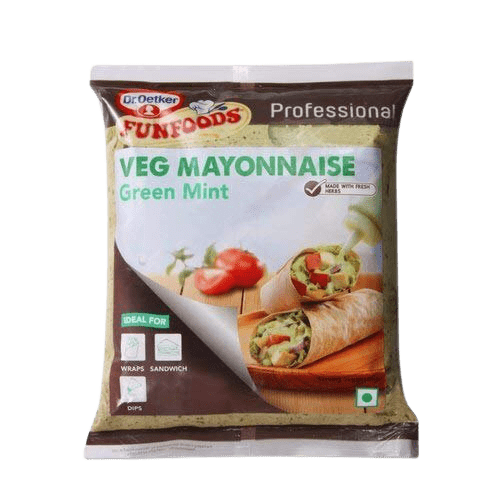 Dr.Oetker
FUNFOODS
Professional
VEG MAYONNAISE
Green Mint
MADE WITH FRESH
HERBS
IDEAL FOR
WRAPS SANDWICH
DIPS